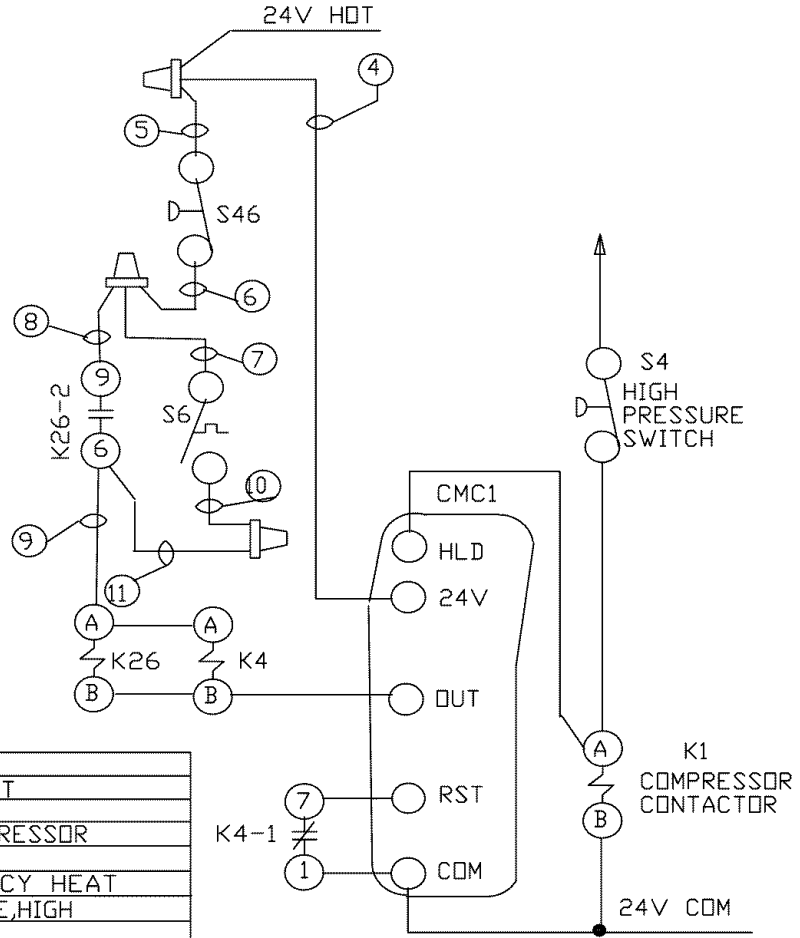 24V HOT
4
5
S46
6
8
7
9
K26-2
S6
6
10
9
11
A
A
K26
K4
B
B
CMC1
HLD
24V
OUT
RST
COM
7
K4-1
1
S4
HIGH
PRESSURE
SWITCH
A
K1
COMPRESSOR
CONTACTOR
B
24V COM
T
RESSOR
CY HEAT
E,HIGH